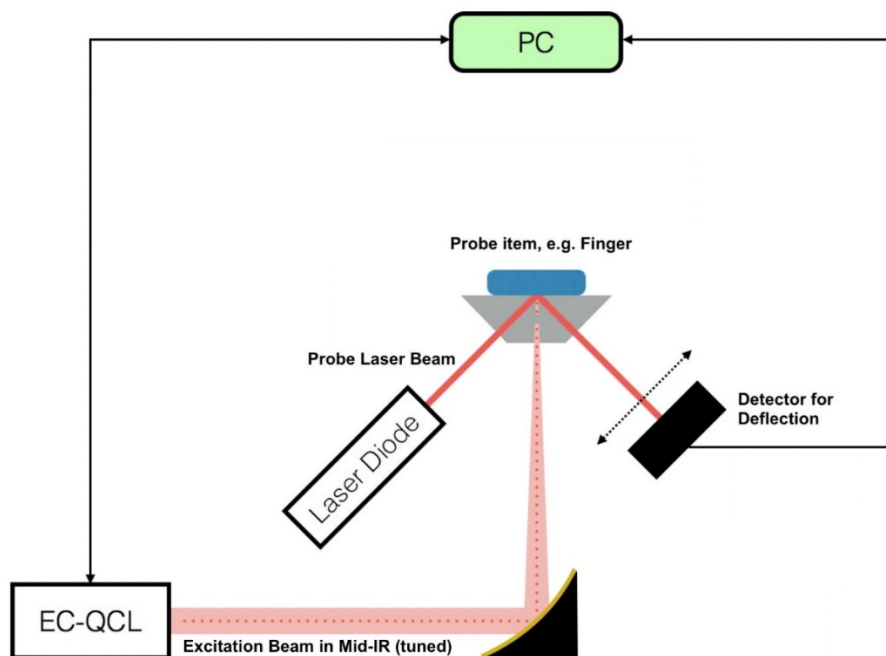 PC
Probe item, e.g. Finger
Probe Laser Beam
Laser Diode
Detector for
Deflection
EC-QCL
Excitation Beam in Mid-IR (tuned)